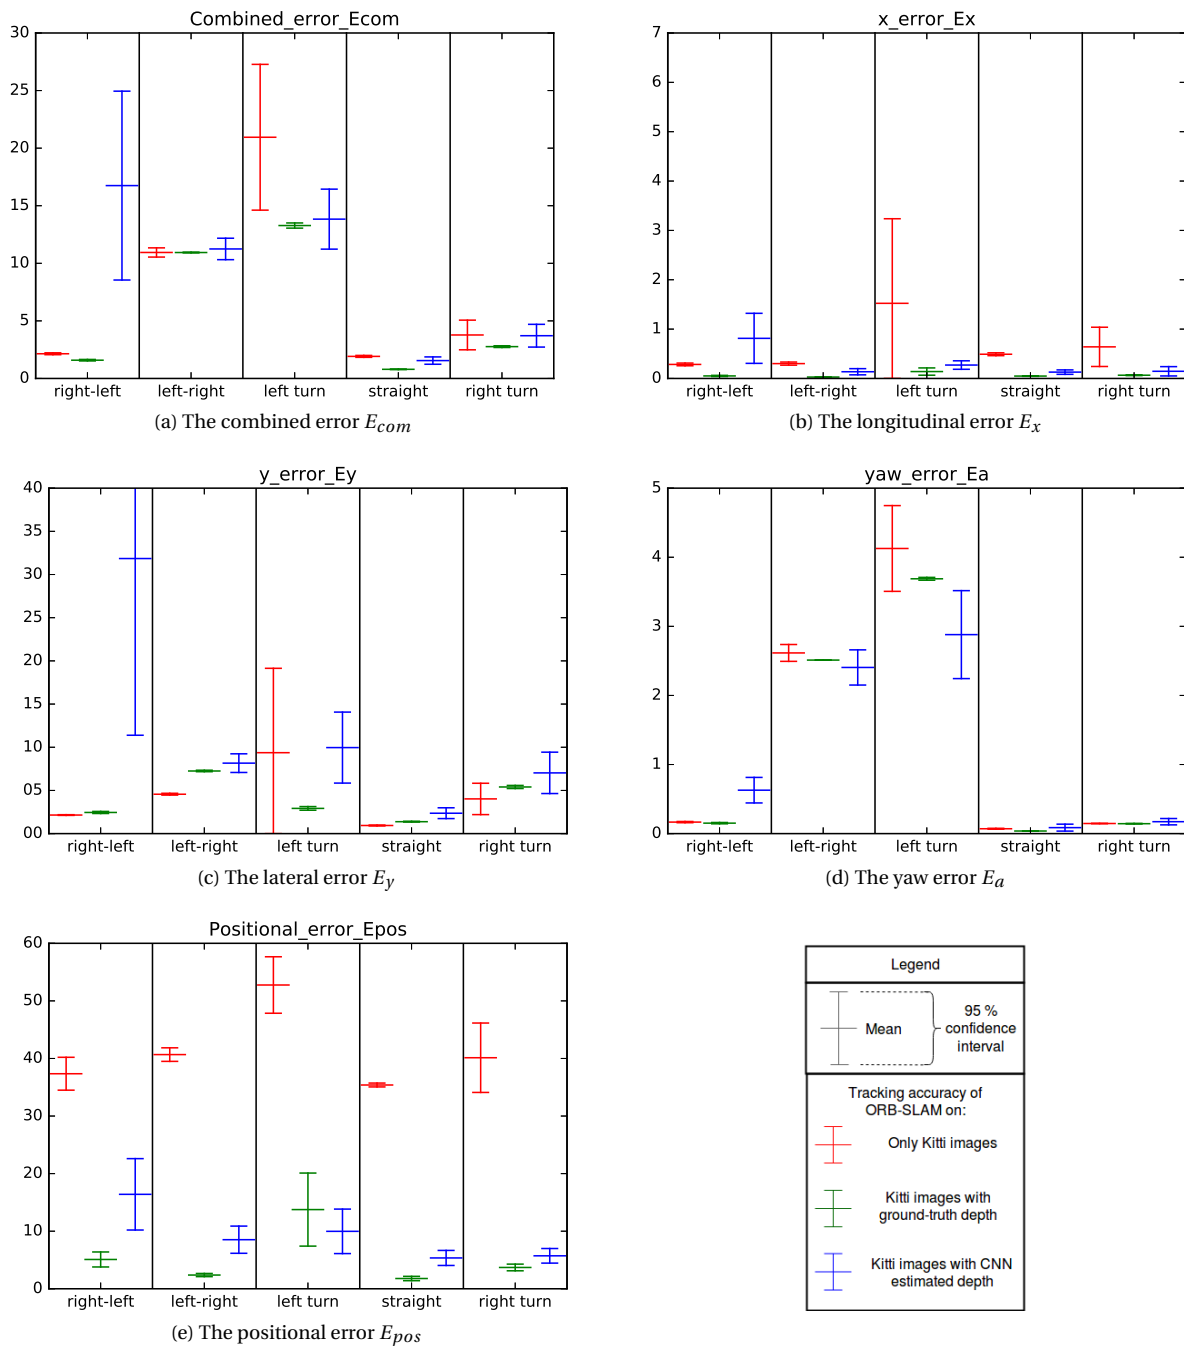 Combined_error_Ecom
30
25
20
15
10
5
0
right-left left-right left turn straight right turn
(a) The combined error Ecom
x_error_Ex
7
6
5
4
3
2
1
0
right-left left-right left turn straight right turn
(b) The longitudinal error Ex
y_error_Ey
40
35
30
25
20
15
10
05
00
right-left left-right left turn straight right turn
(c) The lateral error Ey
yaw_error_Ea
5
4
3
2
1
0
right-left left-right left turn straight right turn
(d) The yaw error Ea
Positional_error_Epos
60
50
40
30
20
10
0
right-left left-right left turn straight right turn
(e) The positional error Epos
Legend
Mean
95 %
confidence
interval
Tracking accuracy of
ORB-SLAM on:
Only Kitti images
Kitti images with
ground-truth depth
Kitti images with CNN
estimated depth